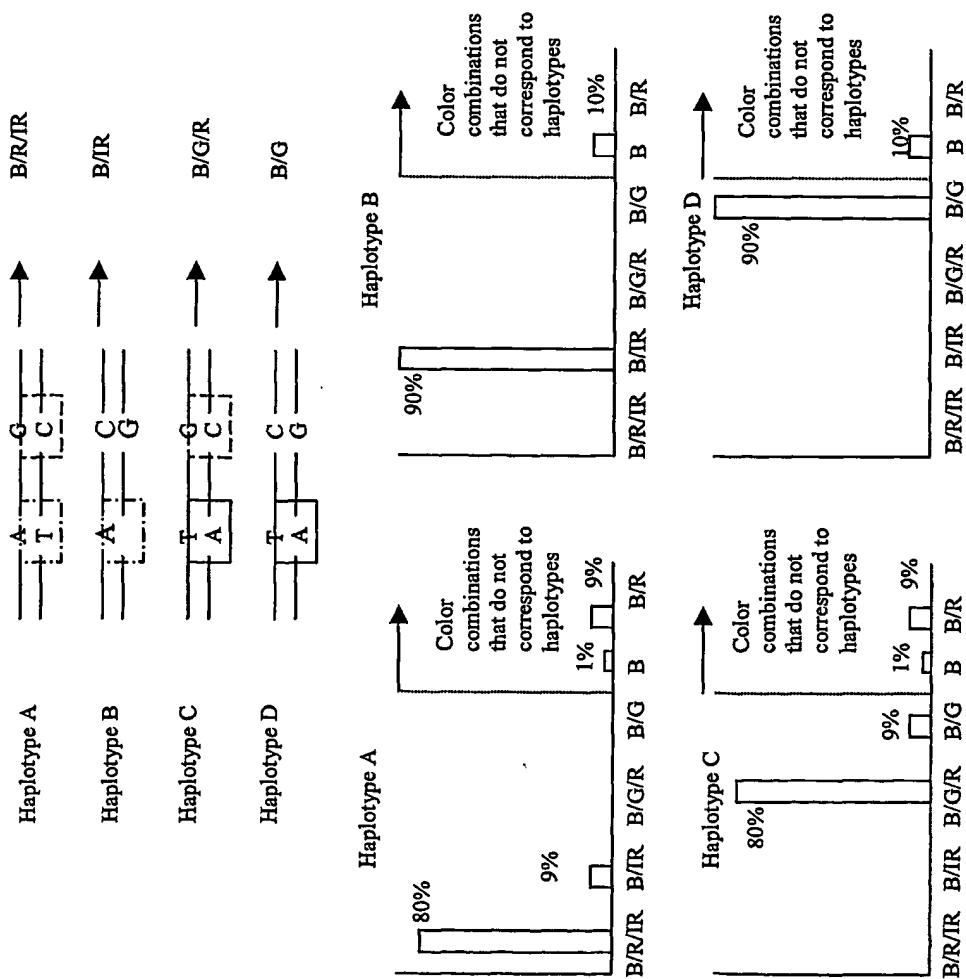 Haplotype A
A G
T C
B/R/IR
Haplotype B
A C
G
B/IR
Haplotype C
T G
A C
B/G/R
Haplotype D
T C
A G
B/G
Haplotype A
80%
9%
1%
9%
Color
combinations
that do not
correspond to
haplotypes
B/R/IR B/IR B/G/R B/G B B/R
Haplotype B
90%
10%
Color
combinations
that do not
correspond to
haplotypes
B/R/IR B/IR B/G/R B/G B B/R
Haplotype C
80%
9%
1%
9%
Color
combinations
that do not
correspond to
haplotypes
B/R/IR B/IR B/G/R B/G B B/R
Haplotype D
90%
10%
Color
combinations
that do not
correspond to
haplotypes
B/R/IR B/IR B/G/R B/G B B/R